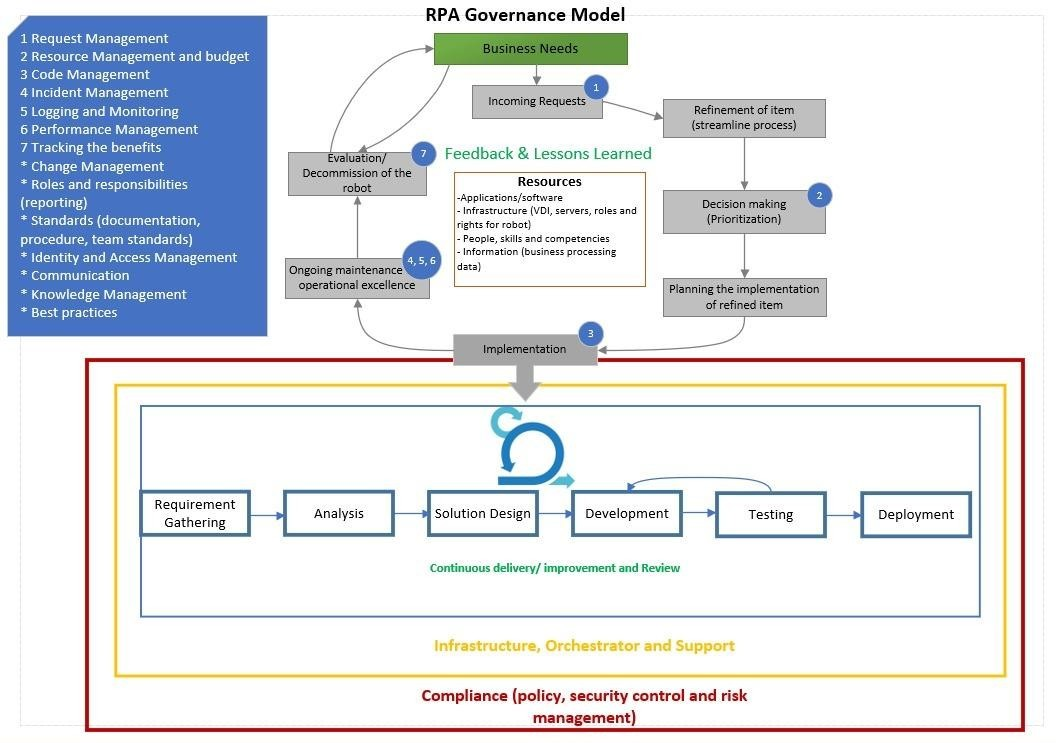 RPA Governance Model
1 Request Management
2 Resource Management and budget
3 Code Management
4 Incident Management
5 Logging and Monitoring
6 Performance Management
7 Tracking the benefits
* Change Management
* Roles and responsibilities
(reporting)
* Standards (documentation,
procedure, team standards)
* Identity and Access Management
* Communication
* Knowledge Management
* Best practices
Business Needs
Incoming Requests
1
Refinement of item
(streamline process)
Decision making
(Prioritization)
2
Planning the implementation
of refined item
Implementation
3
Ongoing maintenance
operational excellence
4, 5, 6
Evaluation/
Decommission of the
robot
7
Feedback & Lessons Learned
Resources
-Applications/software
- Infrastructure (VDI, servers, roles and
rights for robot)
- People, skills and competencies
- Information (business processing
data)
Requirement
Gathering
Analysis
Solution Design
Development
Testing
Deployment
Continuous delivery/ improvement and Review
Infrastructure, Orchestrator and Support
Compliance (policy, security control and risk
management)